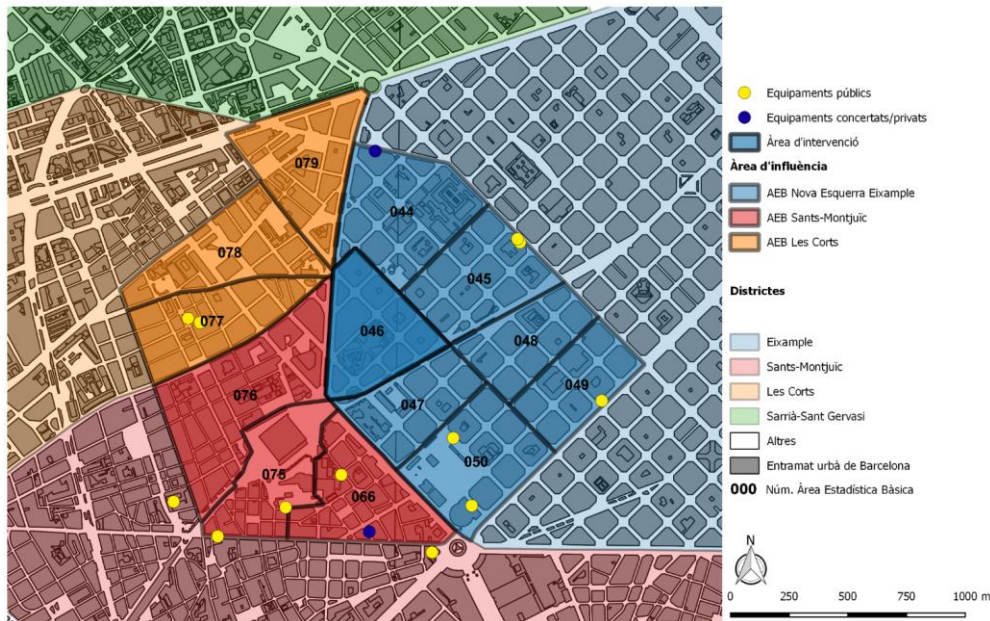 079
044
078
045
077
046
048
076
049
047
050
075
066
Equipaments públics
Equipaments concertats/privats
Àrea d'intervenció
Àrea d'influència
AEB Nova Esquerra Eixample
AEB Sants-Montjuïc
AEB Les Corts
Districtes
Eixample
Sants-Montjuïc
Les Corts
Sarrià-Sant Gervasi
Altres
Entramat urbà de Barcelona
000 Núm. Àrea Estadística Bàsica
N
0 250 500 750 1000 m